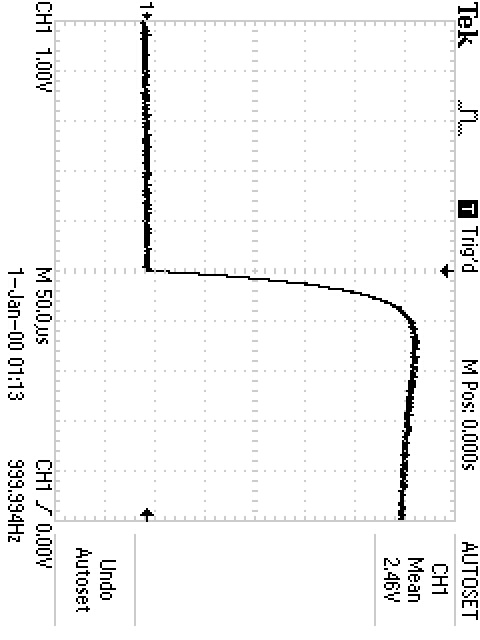 Tek
T Trig'd
M Pos: 0.000s
AUTOSET
CH1
Mean
2.46V
1
Undo
Autoset
CH1 1.00V
M 50.0µs
CH1 / 0.00V
1-Jan-00 01:13
999.994Hz